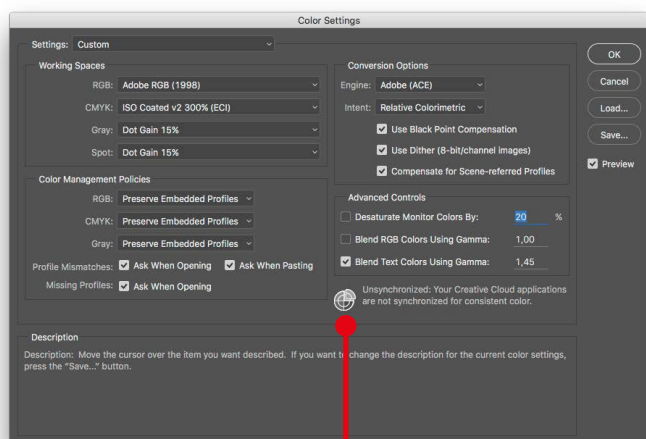 Color Settings
Settings: Custom
OK
Cancel
Load...
Save...
Preview
Working Spaces
RGB: Adobe RGB (1998)
CMYK: ISO Coated v2 300% (ECI)
Gray: Dot Gain 15%
Spot: Dot Gain 15%
Color Management Policies
RGB: Preserve Embedded Profiles
CMYK: Preserve Embedded Profiles
Gray: Preserve Embedded Profiles
Profile Mismatches: Ask When Opening Ask When Pasting
Missing Profiles: Ask When Opening
Conversion Options
Engine: Adobe (ACE)
Intent: Relative Colorimetric
Use Black Point Compensation
Use Dither (8-bit/channel images)
Compensate for Scene-referred Profiles
Advanced Controls
Desaturate Monitor Colors By: 20 %
Blend RGB Colors Using Gamma: 1,00
Blend Text Colors Using Gamma: 1,45
Unsynchronized: Your Creative Cloud applications
are not synchronized for consistent color.
Description
Description: Move the cursor over the item you want described. If you want to change the description for the current color settings,
press the "Save..." button.